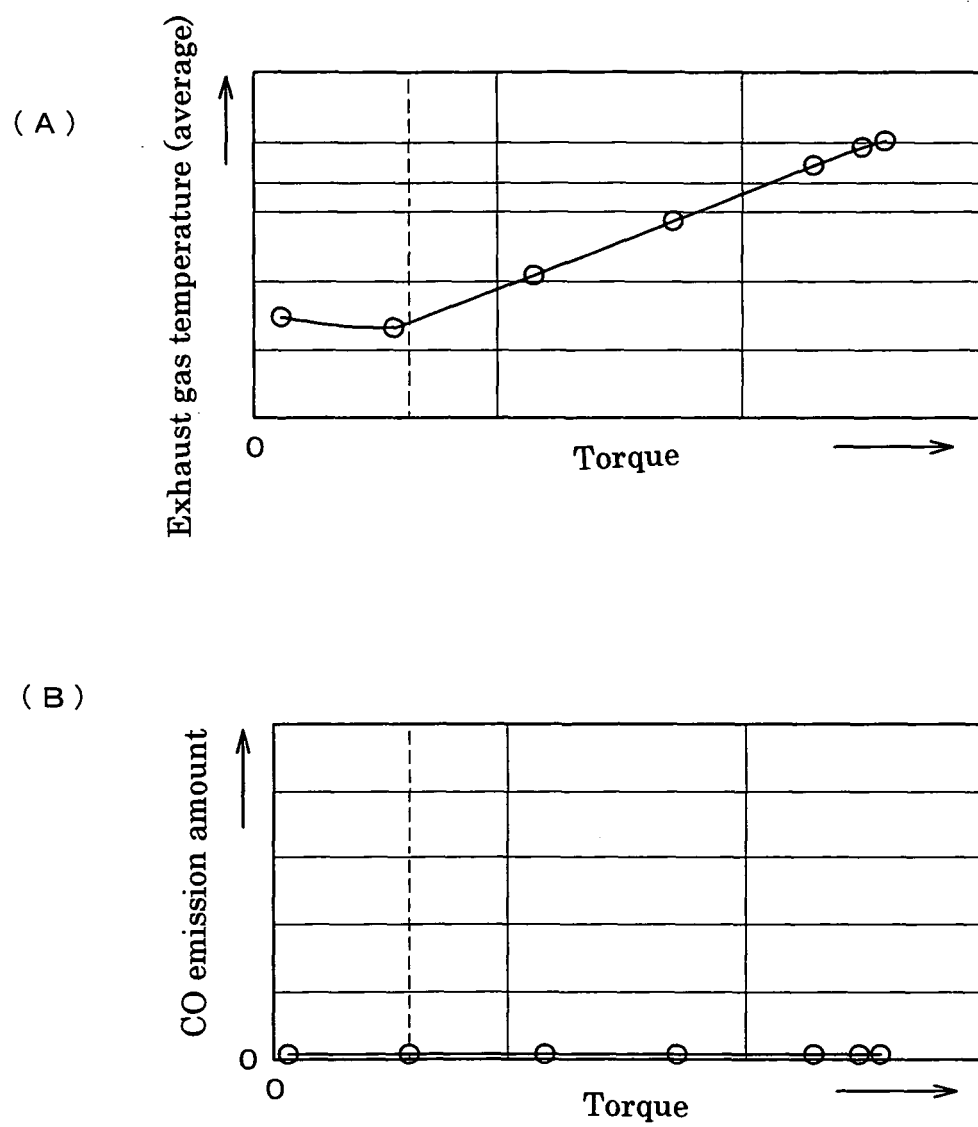 (A)
Exhaust gas temperature (average)
0
Torque
(B)
CO emission amount
0
0
Torque